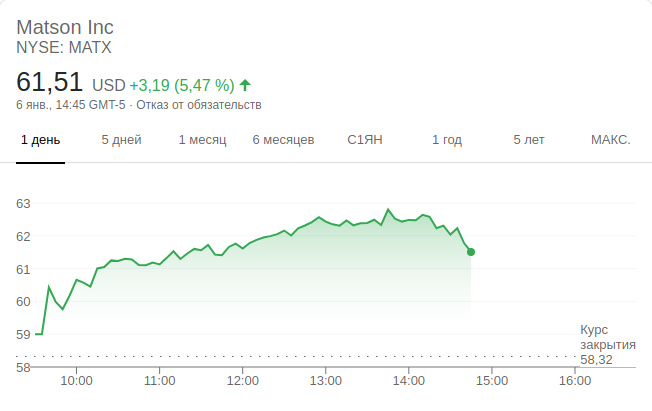 Matson Inc
NYSE: MATX
61,51 USD +3,19 (5,47 %)
6 янв., 14:45 GMT-5 · Отказ от обязательств
1 день 5 дней 1 месяц 6 месяцев С1ЯН 1 год 5 лет МАКС.
63
62
61
60
59
58
Курс
закрытия
58,32
10:00 11:00 12:00 13:00 14:00 15:00 16:00